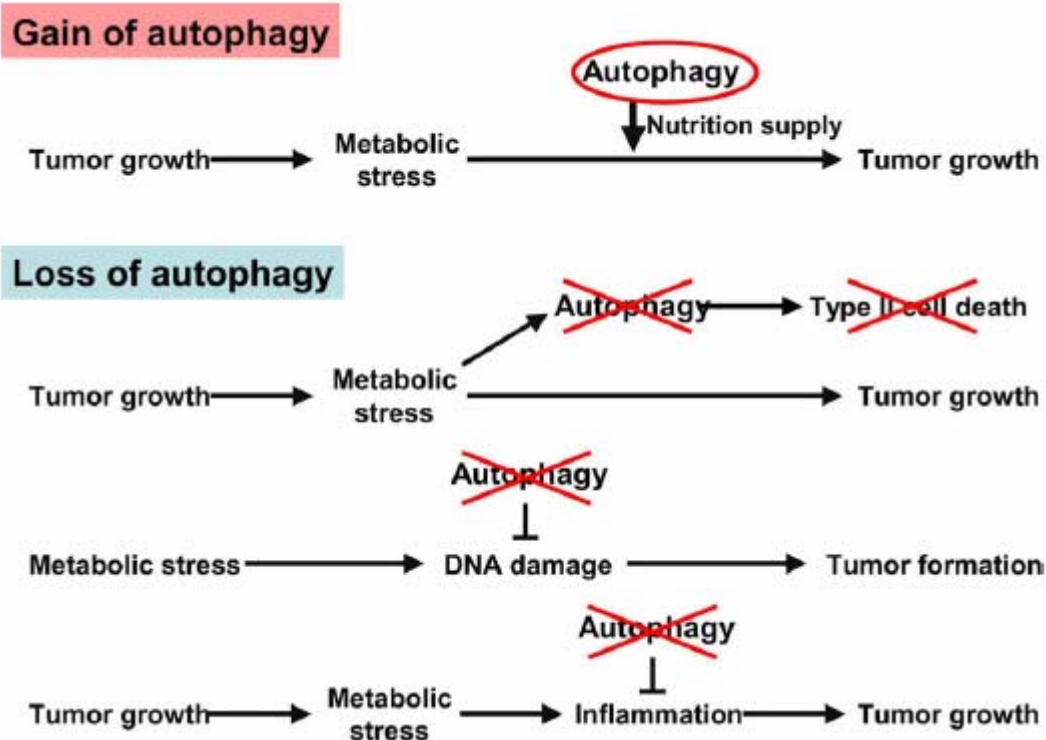 Gain of autophagy
Autophagy
Nutrition supply
Tumor growth
Metabolic
stress
Tumor growth
Loss of autophagy
Autophagy
Type II cell death
Tumor growth
Metabolic
stress
Tumor growth
Autophagy
Metabolic stress
DNA damage
Tumor formation
Autophagy
Tumor growth
Metabolic
stress
Inflammation
Tumor growth